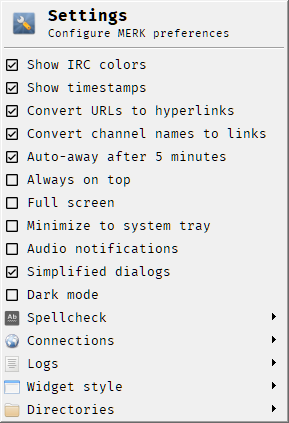 Settings
Configure MERK preferences
Show IRC colors
Show timestamps
Convert URLs to hyperlinks
Convert channel names to links
Auto-away after 5 minutes
Always on top
Full screen
Minimize to system tray
Audio notifications
Simplified dialogs
Dark mode
Ab Spellcheck
Connections
Logs
Widget style
Directories